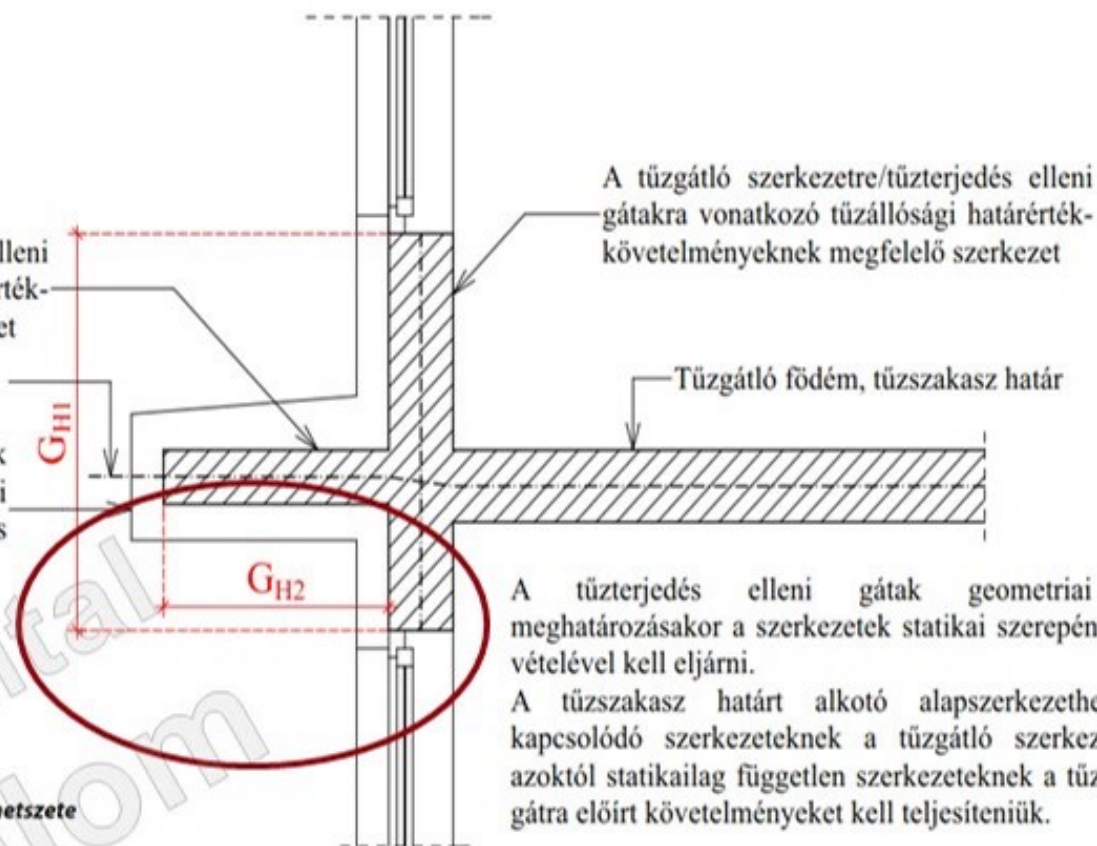 A tűzgátló szerkezetre/tűzterjedés elleni
gátakra vonatkozó tűzállósági határérték-
követelményeknek megfelelő szerkezet
Tűzgátló födém, tűzszakasz határ
GH1
GH2
A tűzterjedés elleni gátak geometriai
meghatározásakor a szerkezetek statikai szerepén
vételével kell eljárni.
A tűzszakasz határt alkotó alapszerkezethe
kapcsolódó szerkezeteknek a tűzgátló szerkez
azoktól statikailag független szerkezeteknek a tűz
gátra előírt követelményeket kell teljesíteniük.